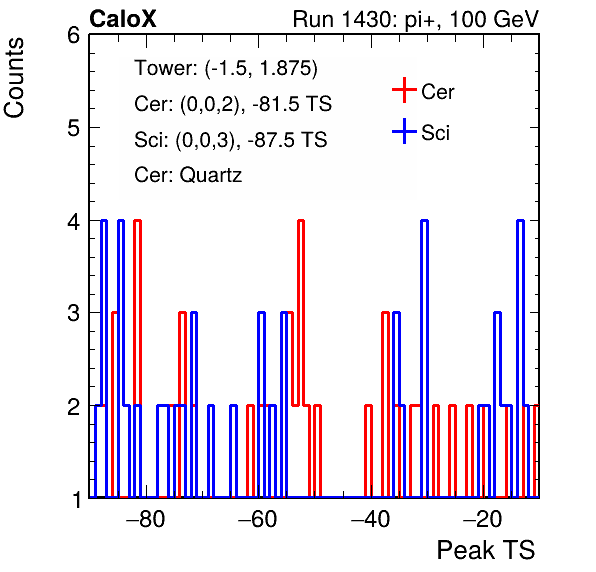 CaloX Run 1430: pi+, 100 GeV
Counts
Tower: (-1.5, 1.875)
Cer: (0,0,2), -81.5 TS
Sci: (0,0,3), -87.5 TS
Cer: Quartz
Cer
Sci
6
5
4
3
2
1
−80 −60 −40 −20
Peak TS